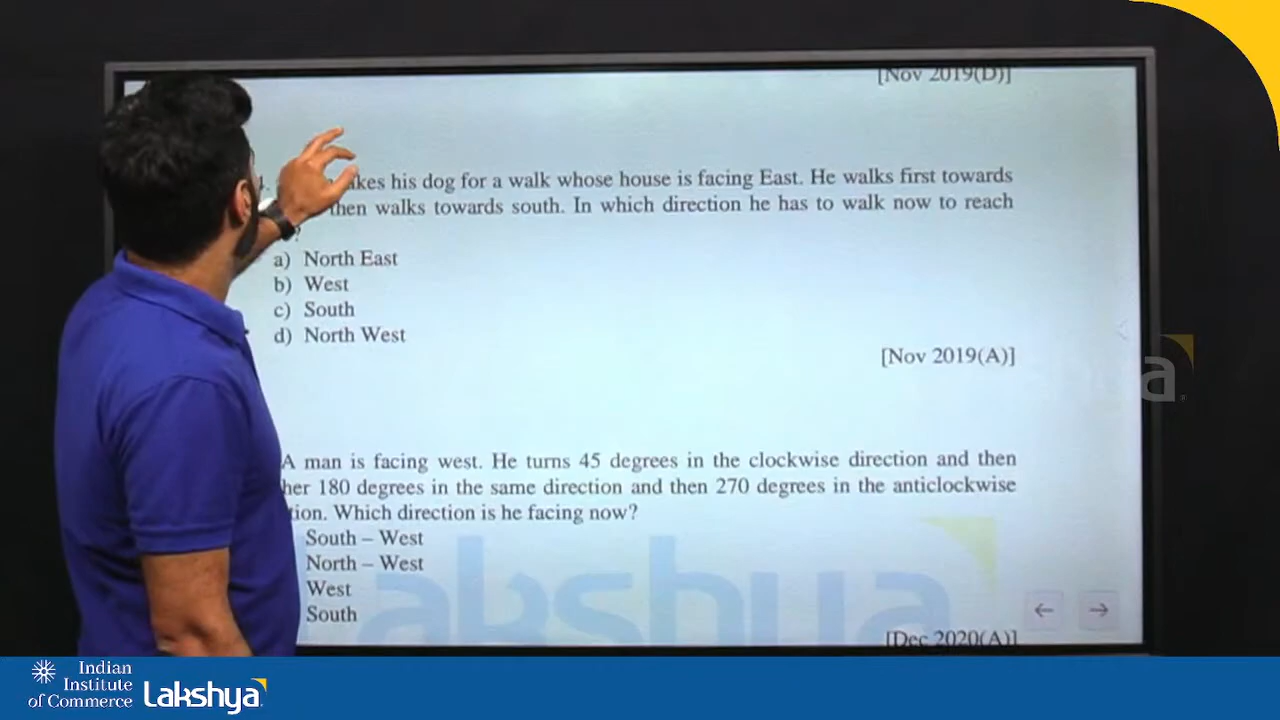 [Nov 2019(D)]
akes his dog for a walk whose house is facing East. He walks first towards
then walks towards south. In which direction he has to walk now to reach
?
a) North East
b) West
c) South
d) North West
[Nov 2019(A)]
A man is facing west. He turns 45 degrees in the clockwise direction and then
her 180 degrees in the same direction and then 270 degrees in the anticlockwise
tion. Which direction is he facing now?
South – West
North – West
West
South
[Dec 2020(A)]
akshya
a
Indian
Institute
of Commerce
Lakshya